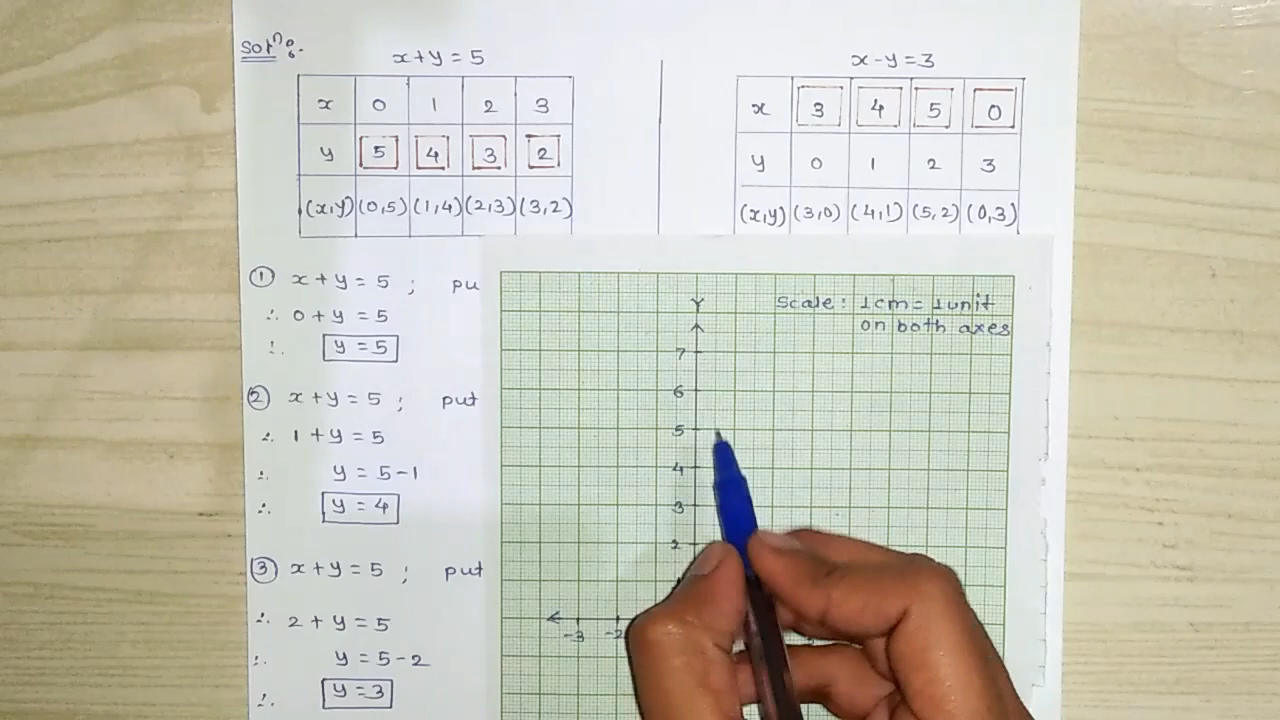 Solⁿ:-
x+y=5
x 0 1 2 3
y 5 4 3 2
(x,y) (0,5) (1,4) (2,3) (3,2)
x-y=3
x 3 4 5 0
y 0 1 2 3
(x,y) (3,0) (4,1) (5,2) (0,3)
① x+y=5 ; pu
∴ 0+y=5
∴ y=5
② x+y=5 ; put
∴ 1+y=5
∴ y=5-1
∴ y=4
③ x+y=5 ; put
∴ 2+y=5
∴ y=5-2
∴ y=3
Scale: 1cm=1unit
on both axes
Y
7
6
5
4
3
2
-3 -2